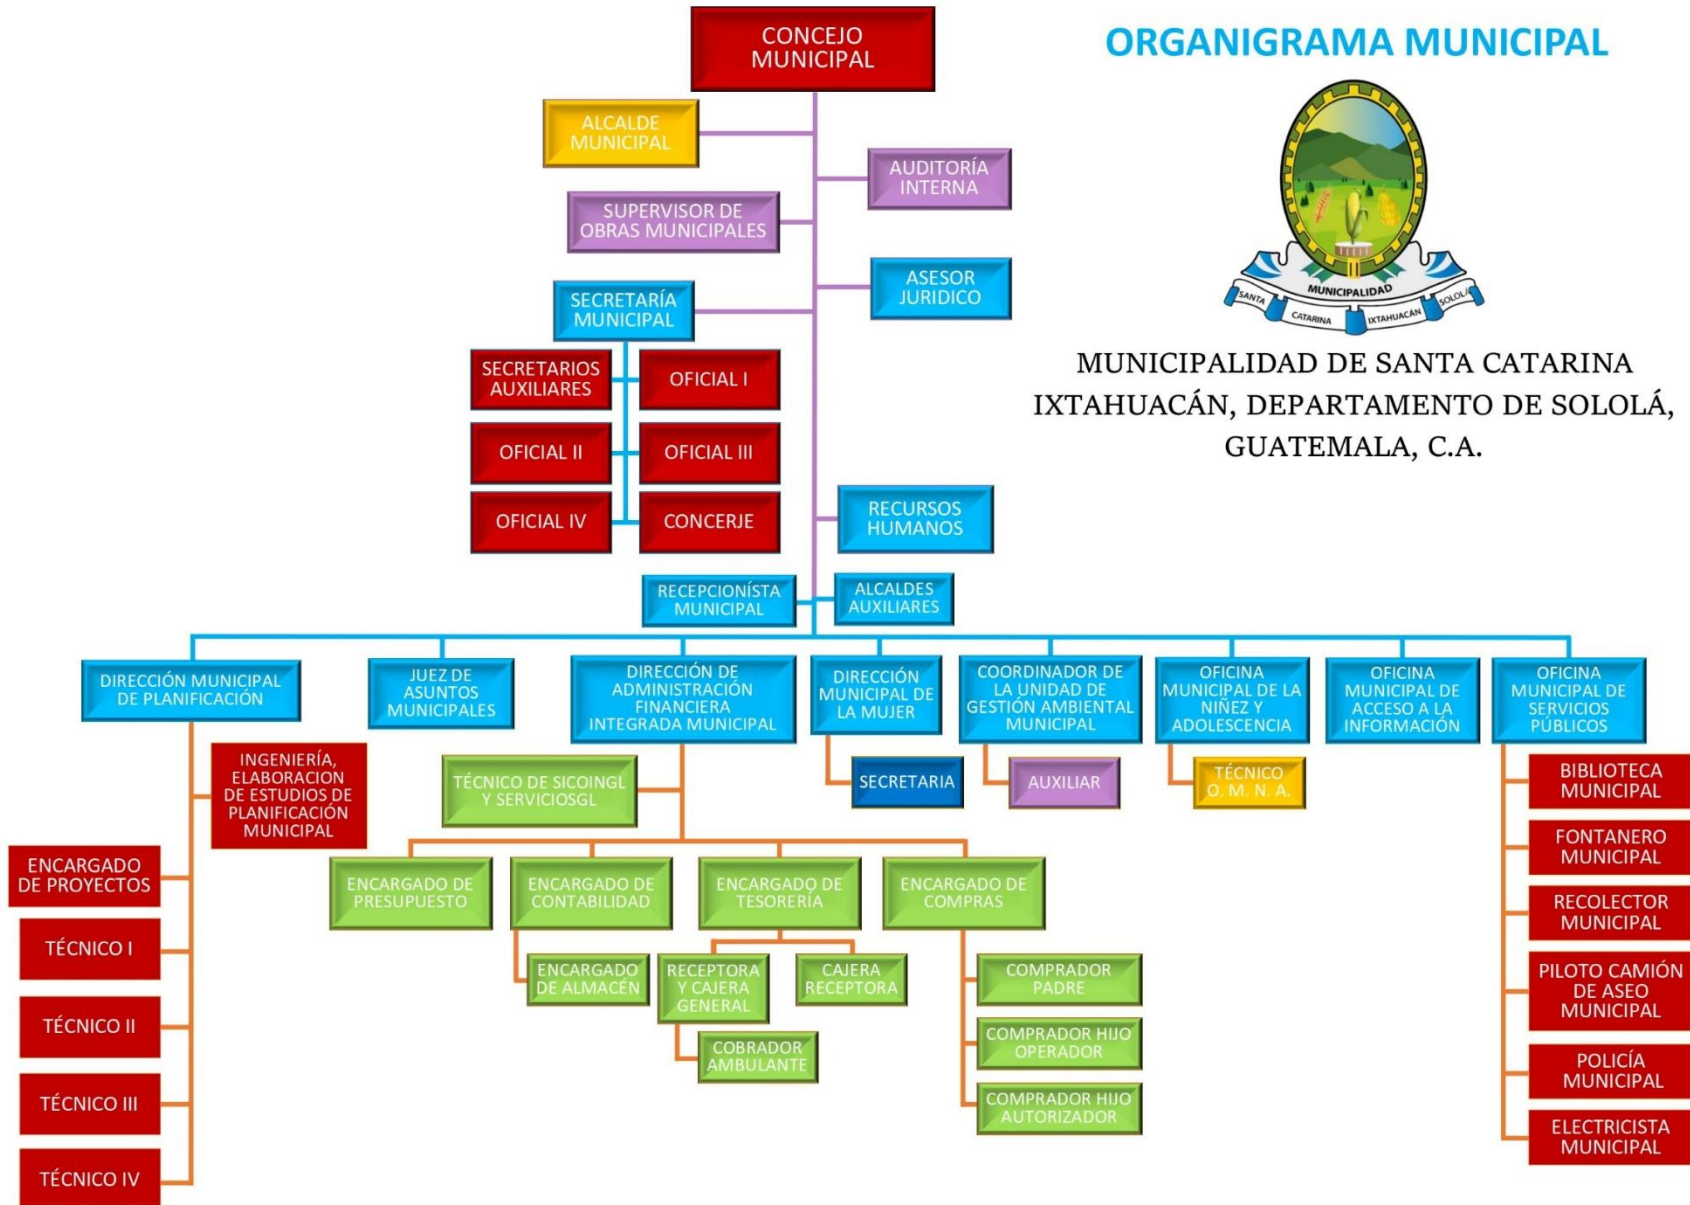 CONCEJO
MUNICIPAL
ORGANIGRAMA MUNICIPAL
ALCALDE
MUNICIPAL
AUDITORÍA
INTERNA
SUPERVISOR DE
OBRAS MUNICIPALES
ASESOR
JURIDICO
SECRETARÍA
MUNICIPAL
MUNICIPALIDAD
SANTA
CATARINA
IXTAHUACÁN
SOLOLÁ
MUNICIPALIDAD DE SANTA CATARINA
IXTAHUACÁN, DEPARTAMENTO DE SOLOLÁ,
GUATEMALA, C.A.
SECRETARIOS
AUXILIARES
OFICIAL I
OFICIAL II
OFICIAL III
OFICIAL IV
CONCERJE
RECURSOS
HUMANOS
RECEPCIONÍSTA
MUNICIPAL
ALCALDES
AUXILIARES
DIRECCIÓN MUNICIPAL
DE PLANIFICACIÓN
JUEZ DE
ASUNTOS
MUNICIPALES
DIRECCIÓN DE
ADMINISTRACIÓN
FINANCIERA
INTEGRADA MUNICIPAL
DIRECCIÓN
MUNICIPAL DE
LA MUJER
COORDINADOR DE
LA UNIDAD DE
GESTIÓN AMBIENTAL
MUNICIPAL
OFICINA
MUNICIPAL DE LA
NIÑEZ Y
ADOLESCENCIA
OFICINA
MUNICIPAL DE
ACCESO A LA
INFORMACIÓN
OFICINA
MUNICIPAL DE
SERVICIOS
PÚBLICOS
INGENIERÍA,
ELABORACION
DE ESTUDIOS DE
PLANIFICACIÓN
MUNICIPAL
ENCARGADO
DE PROYECTOS
TÉCNICO I
TÉCNICO II
TÉCNICO III
TÉCNICO IV
TÉCNICO DE SICOINGL
Y SERVICIOSGL
ENCARGADO DE
PRESUPUESTO
ENCARGADO DE
CONTABILIDAD
ENCARGADO DE
TESORERÍA
ENCARGADO DE
COMPRAS
ENCARGADO
DE ALMACÉN
RECEPTORA
Y CAJERA
GENERAL
CAJERA
RECEPTORA
COBRADOR
AMBULANTE
COMPRADOR
PADRE
COMPRADOR HIJO
OPERADOR
COMPRADOR HIJO
AUTORIZADOR
SECRETARIA
AUXILIAR
TÉCNICO
O. M. N. A.
BIBLIOTECA
MUNICIPAL
FONTANERO
MUNICIPAL
RECOLECTOR
MUNICIPAL
PILOTO CAMIÓN
DE ASEO
MUNICIPAL
POLICÍA
MUNICIPAL
ELECTRICISTA
MUNICIPAL